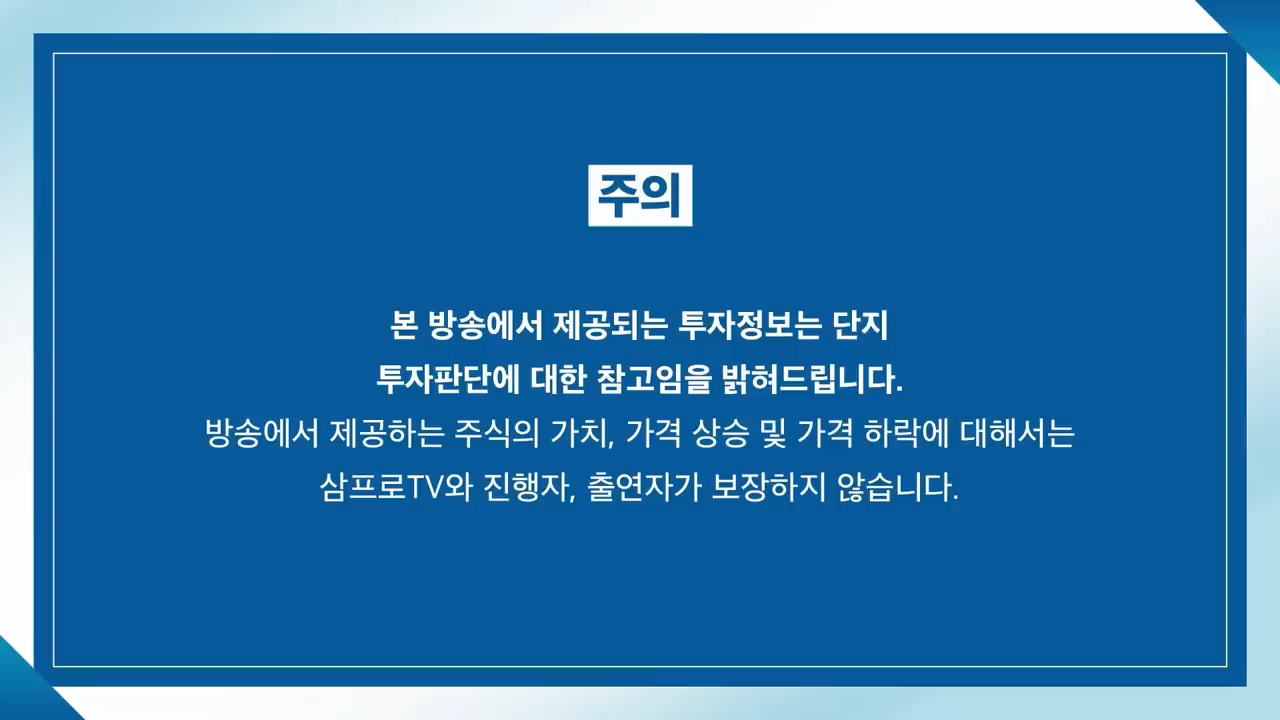 주의
본 방송에서 제공되는 투자정보는 단지
투자판단에 대한 참고임을 밝혀드립니다.
방송에서 제공하는 주식의 가치, 가격 상승 및 가격 하락에 대해서는
삼프로TV와 진행자, 출연자가 보장하지 않습니다.